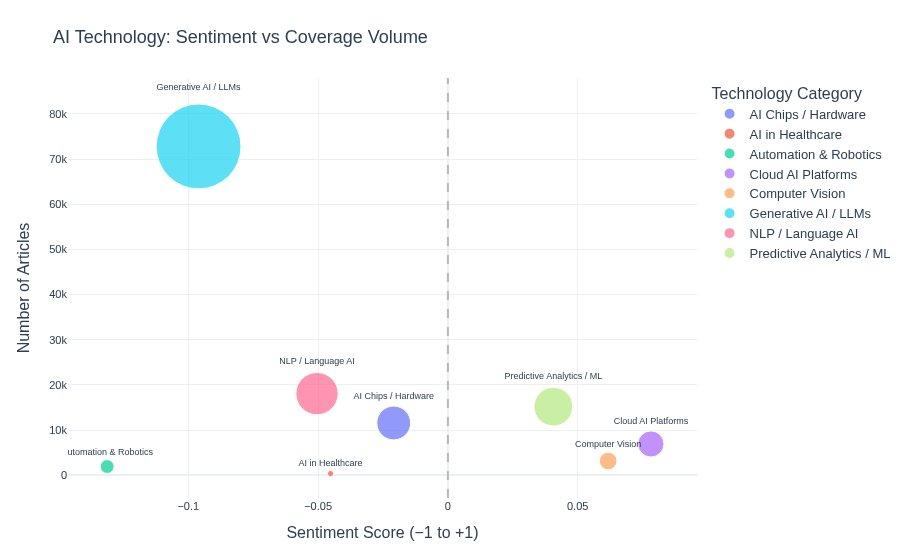 AI Technology: Sentiment vs Coverage Volume
Generative AI / LLMs
NLP / Language AI
AI Chips / Hardware
Predictive Analytics / ML
Cloud AI Platforms
Computer Vision
utomation & Robotics
AI in Healthcare
80k
70k
60k
50k
40k
30k
20k
10k
0
Number of Articles
−0.1
−0.05
0
0.05
Sentiment Score (−1 to +1)
Technology Category
AI Chips / Hardware
AI in Healthcare
Automation & Robotics
Cloud AI Platforms
Computer Vision
Generative AI / LLMs
NLP / Language AI
Predictive Analytics / ML